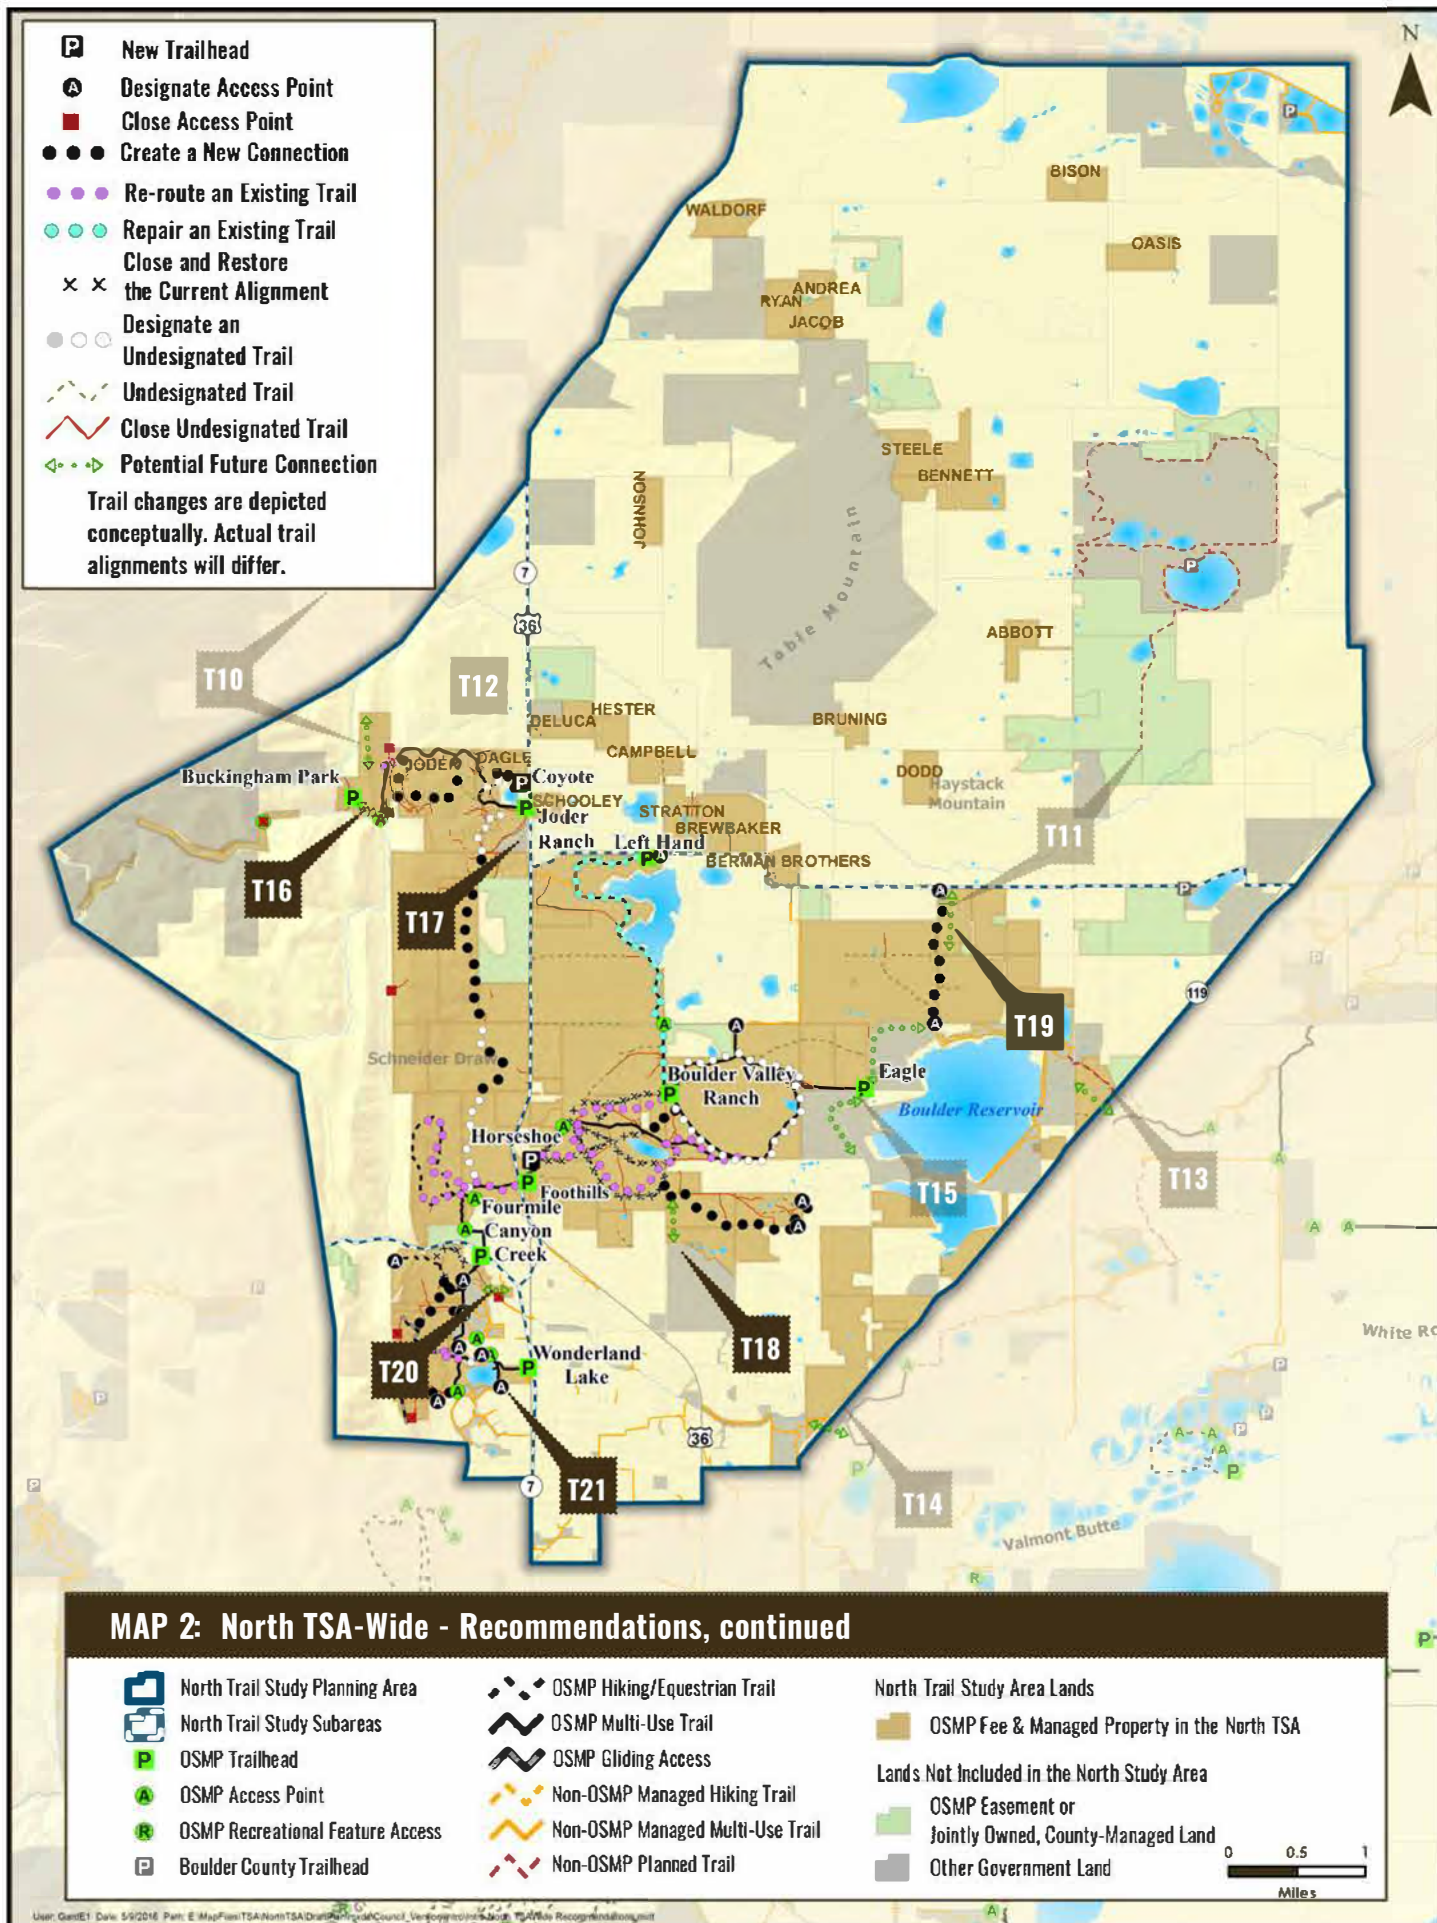 N
P New Trailhead
A Designate Access Point
Close Access Point
Create a New Connection
Re-route an Existing Trail
Repair an Existing Trail
Close and Restore
the Current Alignment
Designate an
Undesignated Trail
Undesignated Trail
Close Undesignated Trail
Potential Future Connection
Trail changes are depicted
conceptually. Actual trail
alignments will differ.
P
BISON
WALDORF
OASIS
ANDREA
RYAN
JACOB
STEELE
BENNETT
JOHNSON
Table Mountain
7
36
P
ABBOTT
T10
T12
HESTER
DELUCA
BRUNING
CAMPBELL
JODER
DAGLE
Buckingham Park
Coyote
DODD
Haystack
Mountain
SCHOOLEY
STRATTON
Joder
Ranch
BREWBAKER
T11
Left Hand
BERMAN BROTHERS
T16
T17
119
T19
Schneider Draw
Eagle
Boulder Valley
Ranch
Boulder Reservoir
Horseshoe
T13
T15
Foothills
Fourmile
Canyon
Creek
White Ro
T18
Wonderland
Lake
T20
36
7
T21
T14
Valmont Butte
R
MAP 2: North TSA-Wide - Recommendations, continued
North Trail Study Planning Area
North Trail Study Subareas
P OSMP Trailhead
A OSMP Access Point
R OSMP Recreational Feature Access
P Boulder County Trailhead
OSMP Hiking/Equestrian Trail
OSMP Multi-Use Trail
OSMP Gliding Access
Non-OSMP Managed Hiking Trail
Non-OSMP Managed Multi-Use Trail
Non-OSMP Planned Trail
North Trail Study Area Lands
OSMP Fee & Managed Property in the North TSA
Lands Not Included in the North Study Area
OSMP Easement or
Jointly Owned, County-Managed Land
Other Government Land
0 0.5 1
Miles